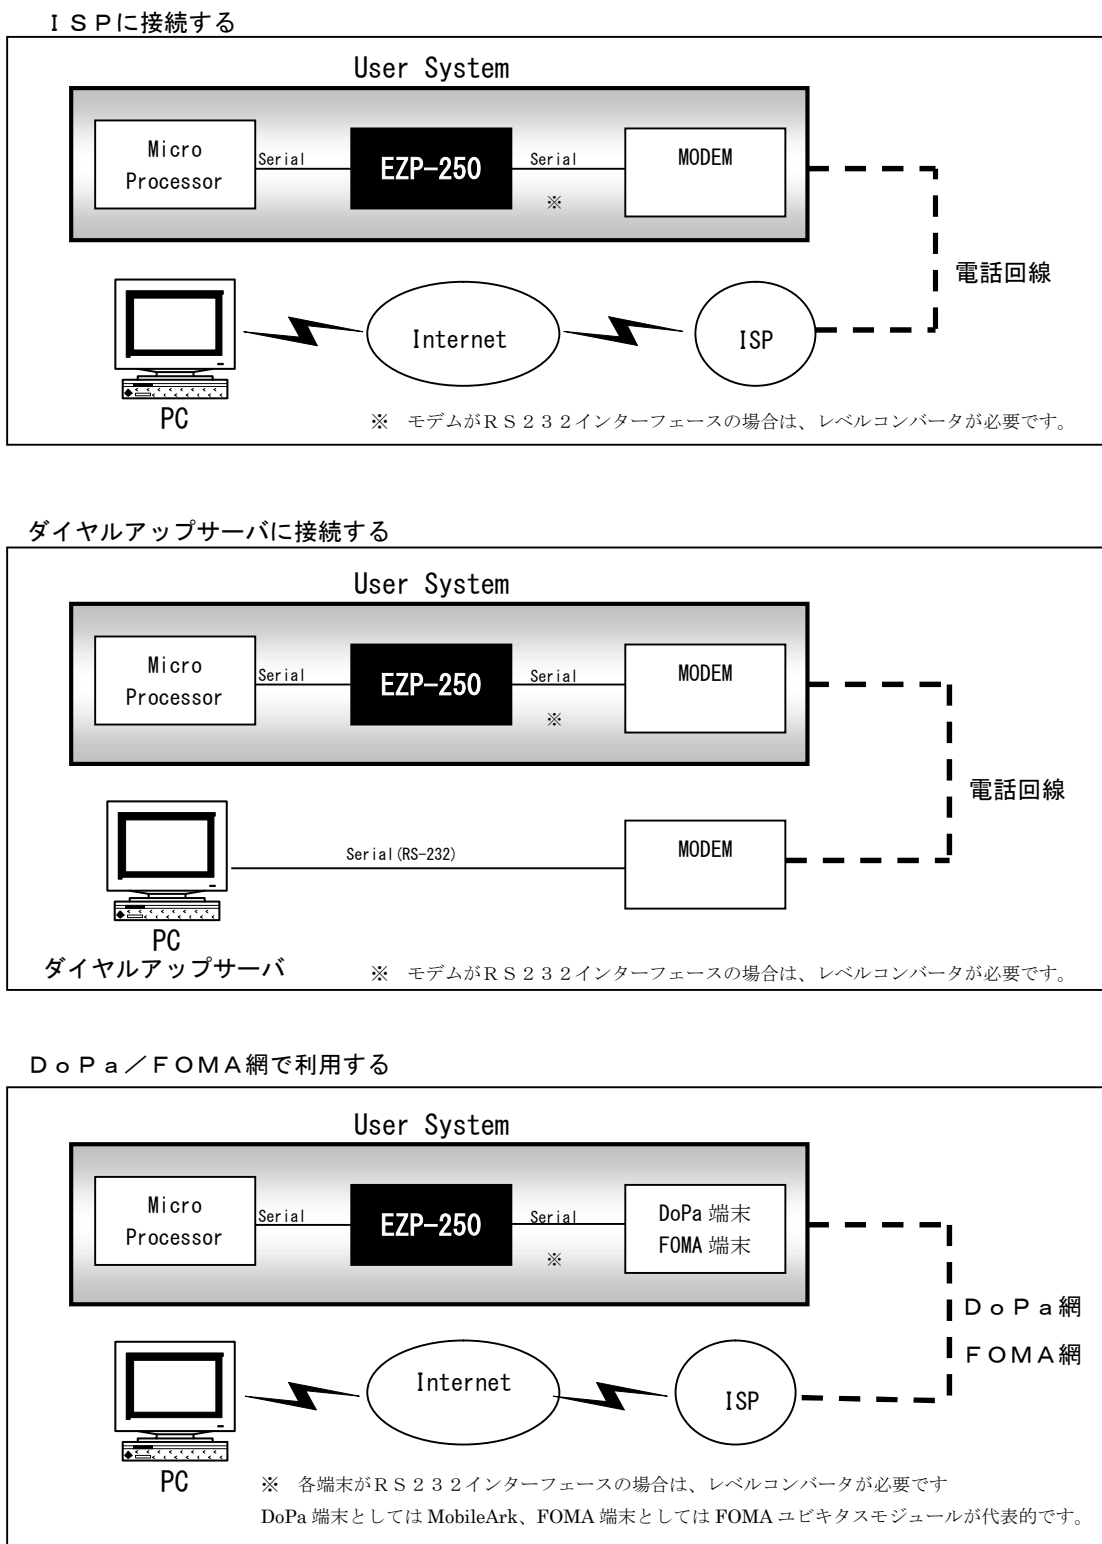 ＩＳＰに接続する
User System
Micro
Processor
Serial
EZP-250
Serial
※
MODEM
電話回線
Internet
ISP
PC
※　モデムがＲＳ２３２インターフェースの場合は、レベルコンバータが必要です。
ダイヤルアップサーバに接続する
User System
Micro
Processor
Serial
EZP-250
Serial
※
MODEM
電話回線
Serial(RS-232)
MODEM
PC
ダイヤルアップサーバ
※　モデムがＲＳ２３２インターフェースの場合は、レベルコンバータが必要です。
ＤｏＰａ／ＦＯＭＡ網で利用する
User System
Micro
Processor
Serial
EZP-250
Serial
※
DoPa 端末
FOMA 端末
ＤｏＰａ網
ＦＯＭＡ網
Internet
ISP
PC
※　各端末がＲＳ２３２インターフェースの場合は、レベルコンバータが必要です
DoPa 端末としては MobileArk、FOMA 端末としては FOMA ユビキタスモジュールが代表的です。